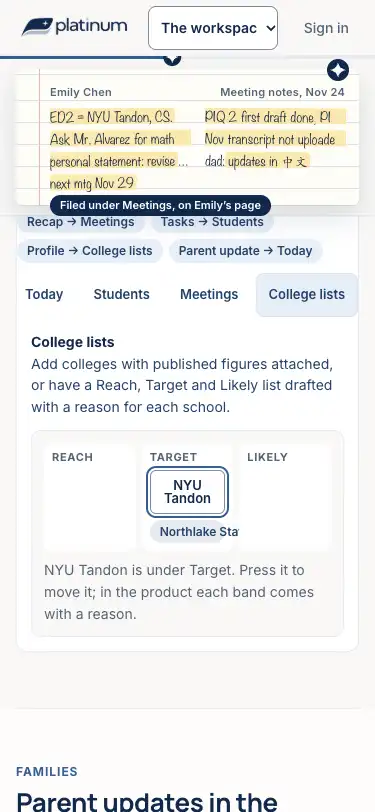 platinum
The workspac
Sign in
Emily Chen
Meeting notes, Nov 24
ED2 = NYU Tandon, CS.
Ask Mr. Alvarez for math
personal statement: revise ...
next mtg Nov 29
PIQ 2 first draft done, PI
Nov transcript not uploade
dad: updates in 中文
Filed under Meetings, on Emily's page
Recap → Meetings
Tasks → Students
Profile → College lists
Parent update → Today
Today
Students
Meetings
College lists
College lists
Add colleges with published figures attached,
or have a Reach, Target and Likely list drafted
with a reason for each school.
REACH
TARGET
LIKELY
NYU
Tandon
Northlake Sta
NYU Tandon is under Target. Press it to
move it; in the product each band comes
with a reason.
FAMILIES
Parent updates in the